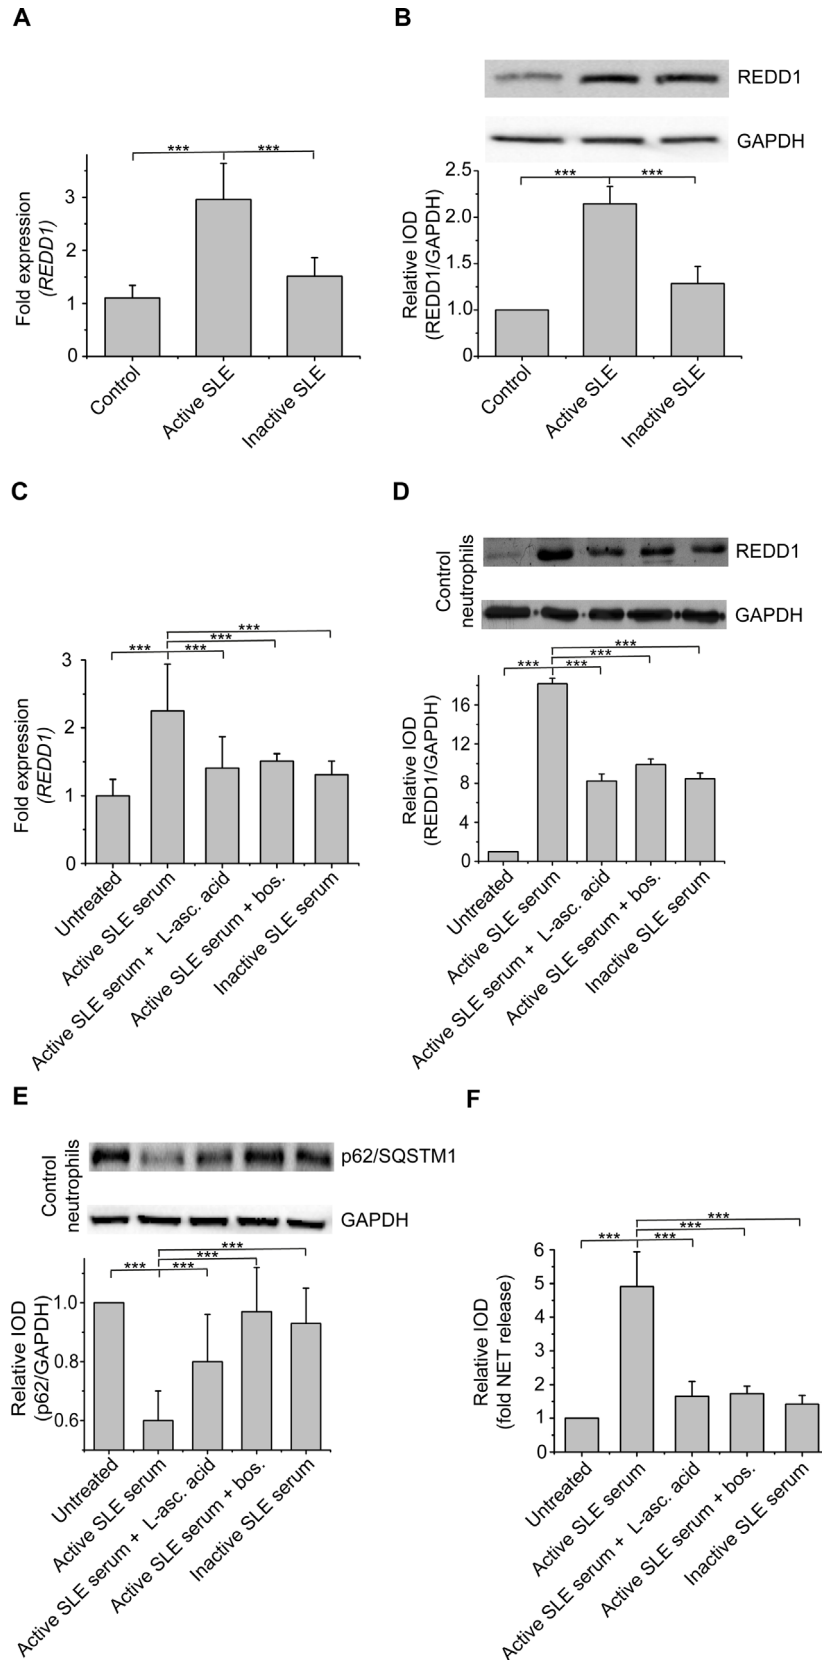 A
Fold expression
(REDD1)
3
2
1
0
***
***
Control
Active SLE
Inactive SLE
B
REDD1
GAPDH
Relative IOD
(REDD1/GAPDH)
2.5
2.0
1.5
1.0
0
***
***
Control
Active SLE
Inactive SLE
C
Fold expression
(REDD1)
3
2
1
0
***
***
***
***
Untreated
Active SLE serum
Active SLE serum + L-asc. acid
Active SLE serum + bos.
Inactive SLE serum
D
Control
neutrophils
REDD1
GAPDH
Relative IOD
(REDD1/GAPDH)
16
12
8
4
0
***
***
***
***
Untreated
Active SLE serum
Active SLE serum + L-asc. acid
Active SLE serum + bos.
Inactive SLE serum
E
Control
neutrophils
p62/SQSTM1
GAPDH
Relative IOD
(p62/GAPDH)
1.0
0.8
0.6
***
***
***
***
Untreated
Active SLE serum
Active SLE serum + L-asc. acid
Active SLE serum + bos.
Inactive SLE serum
F
Relative IOD
(fold NET release)
6
5
4
3
2
1
0
***
***
***
***
Untreated
Active SLE serum
Active SLE serum + L-asc. acid
Active SLE serum + bos.
Inactive SLE serum